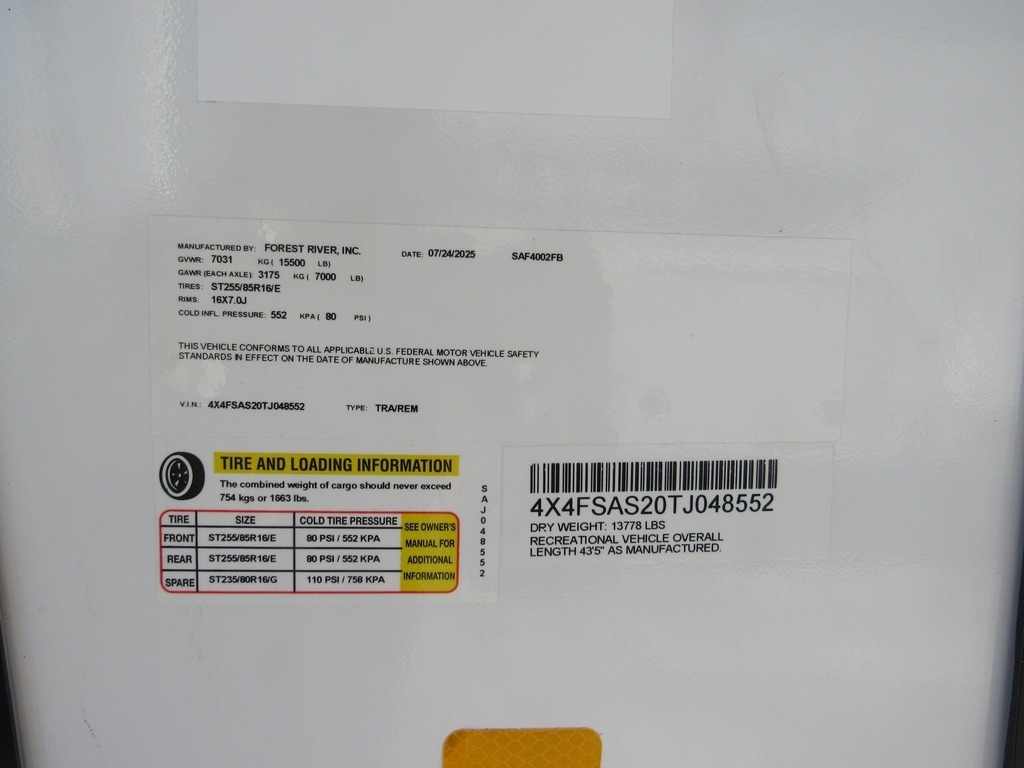 MANUFACTURED BY: FOREST RIVER, INC. DATE: 07/24/2025 SAF4002FB
GVWR: 7031 KG ( 15500 LB)
GAWR (EACH AXLE): 3175 KG ( 7000 LB)
TIRES: ST255/85R16/E
RIMS: 16X7.0J
COLD INFL. PRESSURE: 552 KPA ( 80 PSI )
THIS VEHICLE CONFORMS TO ALL APPLICABLE U.S. FEDERAL MOTOR VEHICLE SAFETY
STANDARDS IN EFFECT ON THE DATE OF MANUFACTURE SHOWN ABOVE.
V.I.N.: 4X4FSAS20TJ048552 TYPE: TRA/REM
TIRE AND LOADING INFORMATION
The combined weight of cargo should never exceed
754 kgs or 1663 lbs.
TIRE SIZE COLD TIRE PRESSURE
FRONT ST255/85R16/E 80 PSI / 552 KPA
REAR ST255/85R16/E 80 PSI / 552 KPA
SPARE ST235/80R16/G 110 PSI / 758 KPA
SEE OWNER'S
MANUAL FOR
ADDITIONAL
INFORMATION
SAJ048552
4X4FSAS20TJ048552
DRY WEIGHT: 13778 LBS
RECREATIONAL VEHICLE OVERALL
LENGTH 43'5" AS MANUFACTURED.